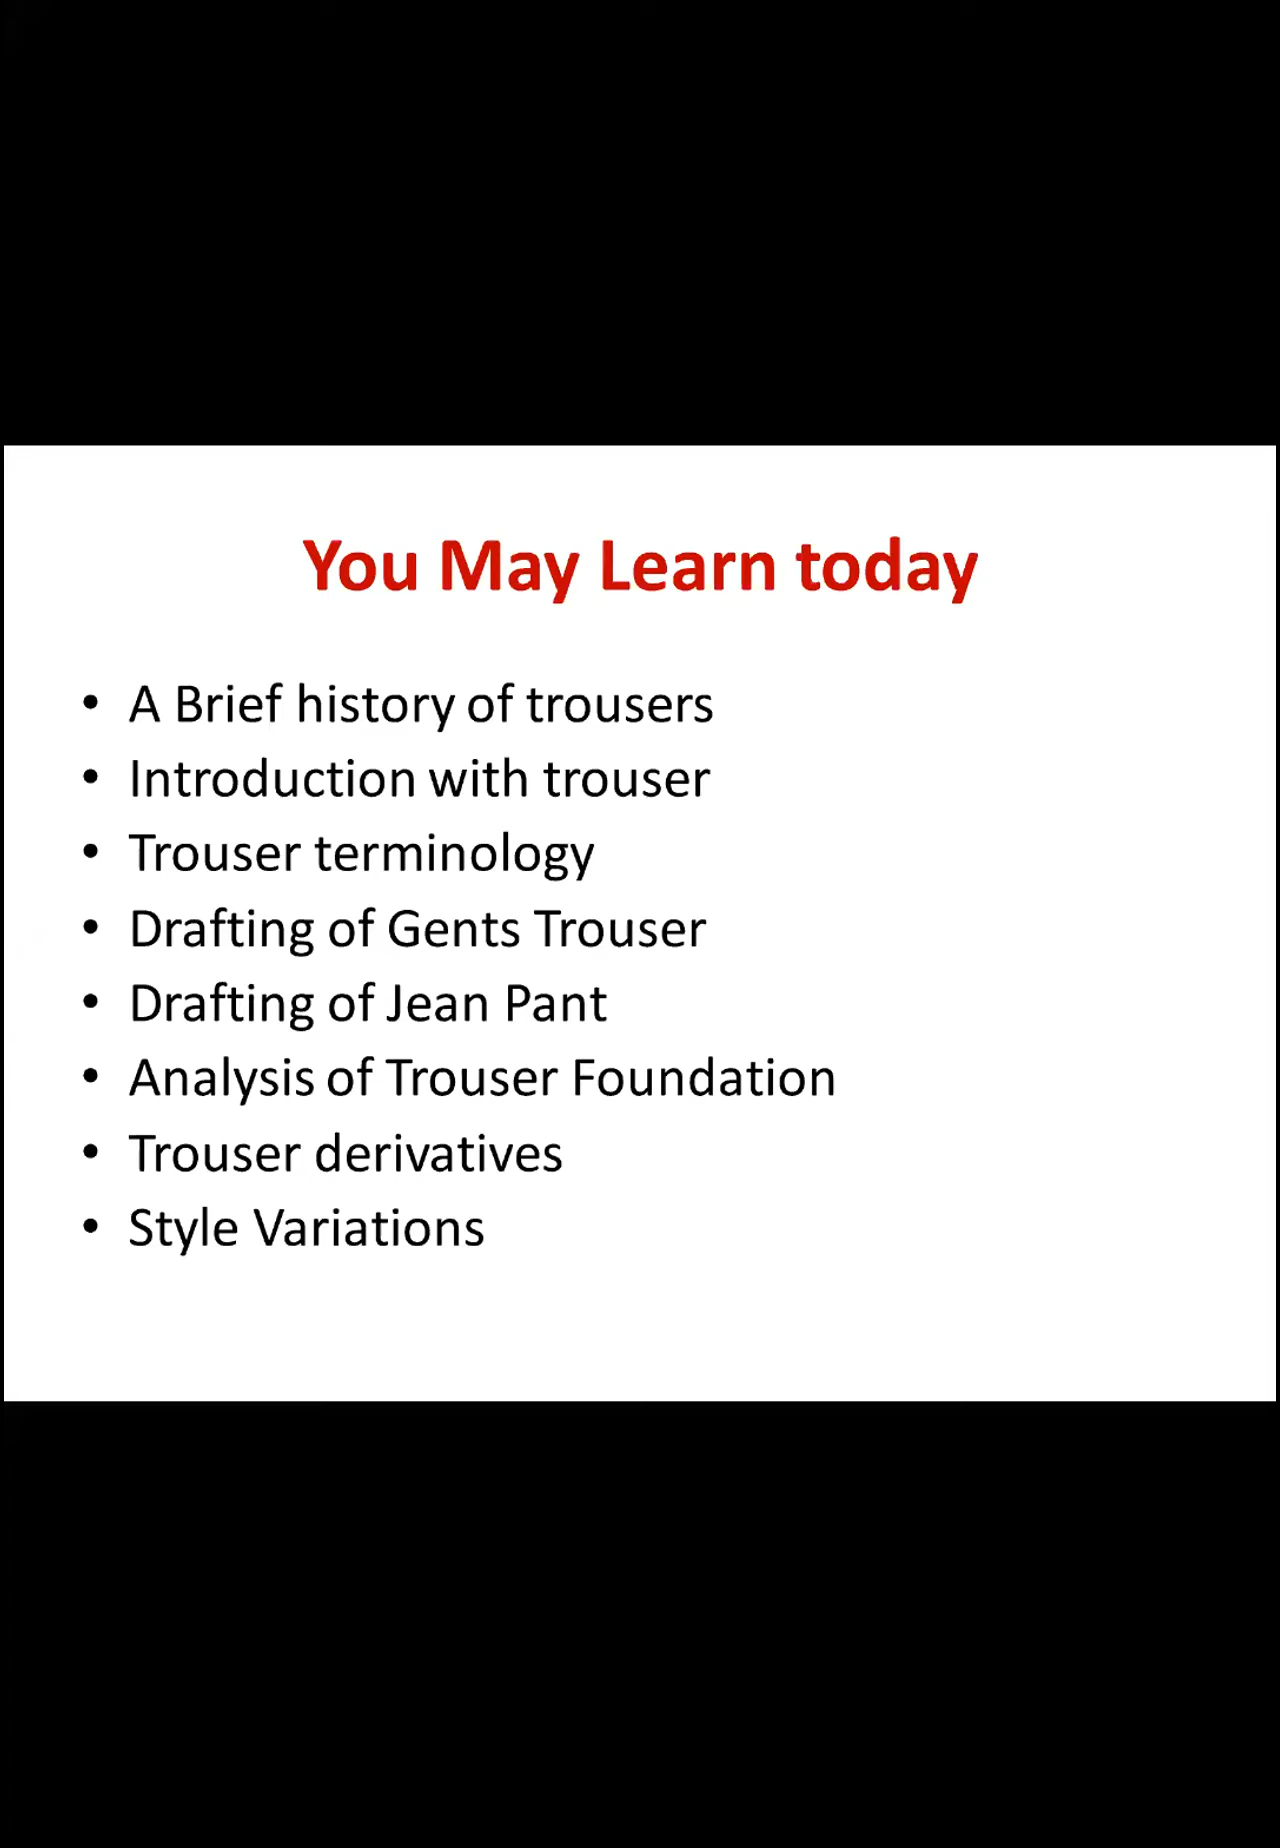 You May Learn today
• A Brief history of trousers
• Introduction with trouser
• Trouser terminology
• Drafting of Gents Trouser
• Drafting of Jean Pant
• Analysis of Trouser Foundation
• Trouser derivatives
• Style Variations